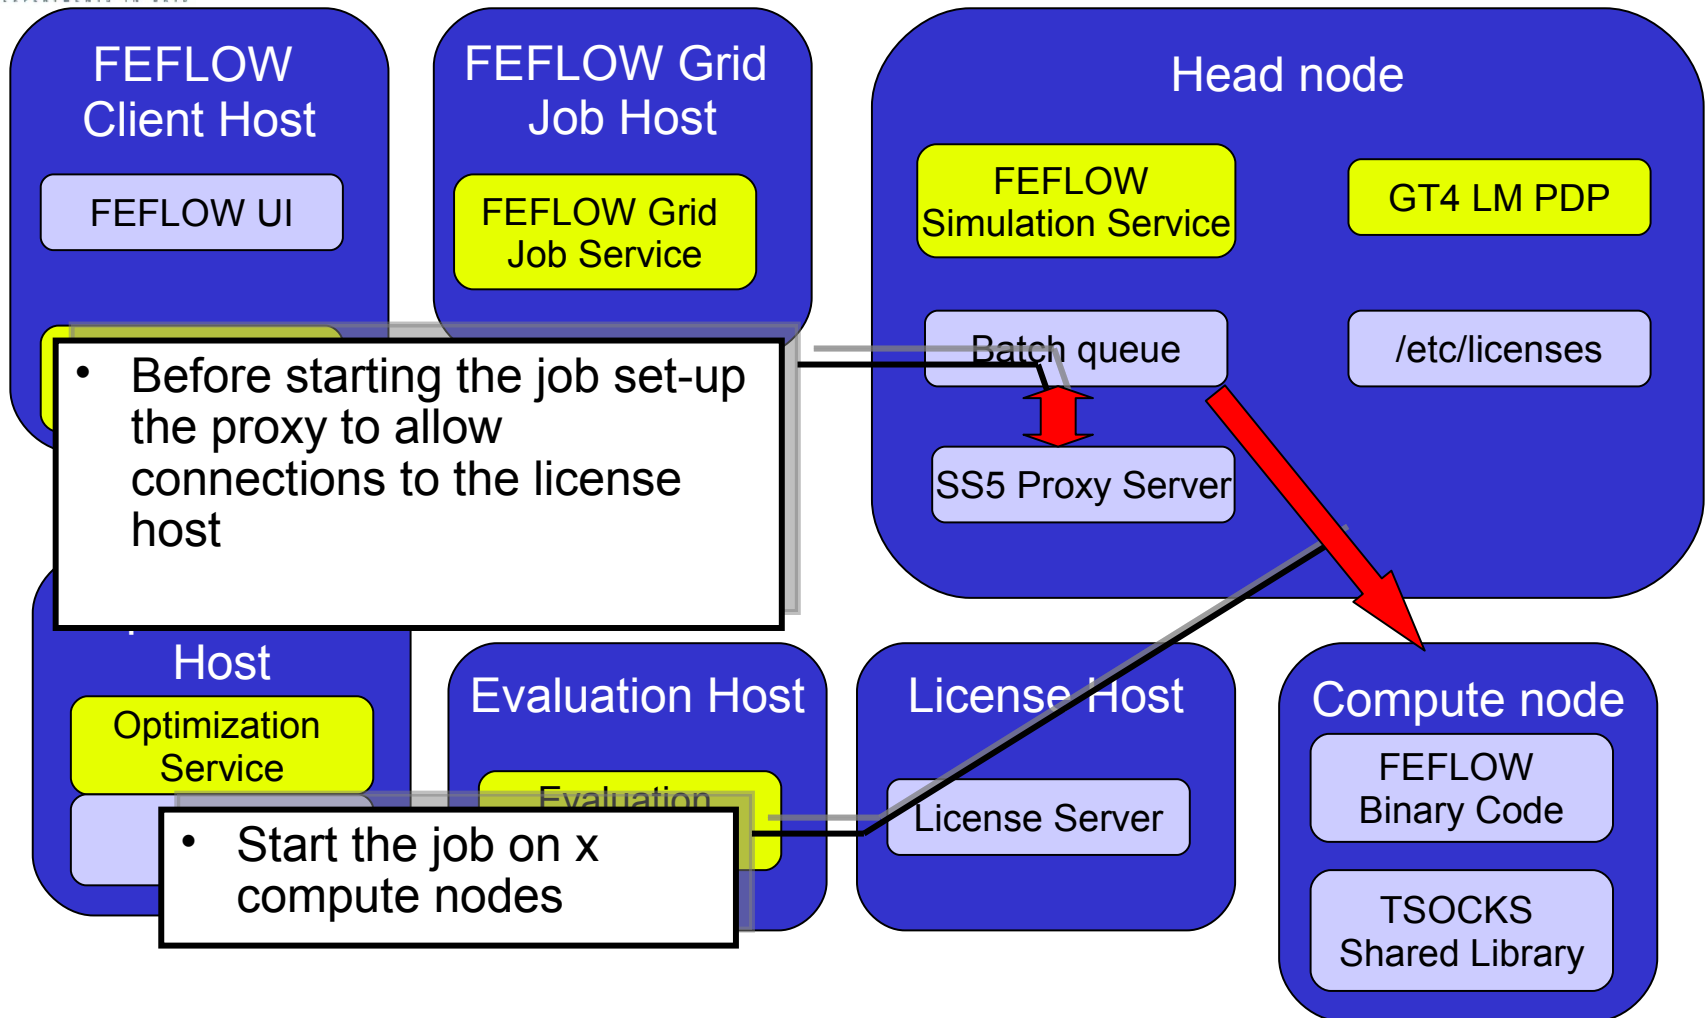 FEFLOW
Client Host
FEFLOW UI
FEFLOW Grid
Job Host
FEFLOW Grid
Job Service
Head node
FEFLOW
Simulation Service
GT4 LM PDP
Batch queue
/etc/licenses
SS5 Proxy Server
• Before starting the job set-up
the proxy to allow
connections to the license
host
Host
Optimization
Service
Evaluation Host
Evaluation
• Start the job on x
compute nodes
License Host
License Server
Compute node
FEFLOW
Binary Code
TSOCKS
Shared Library